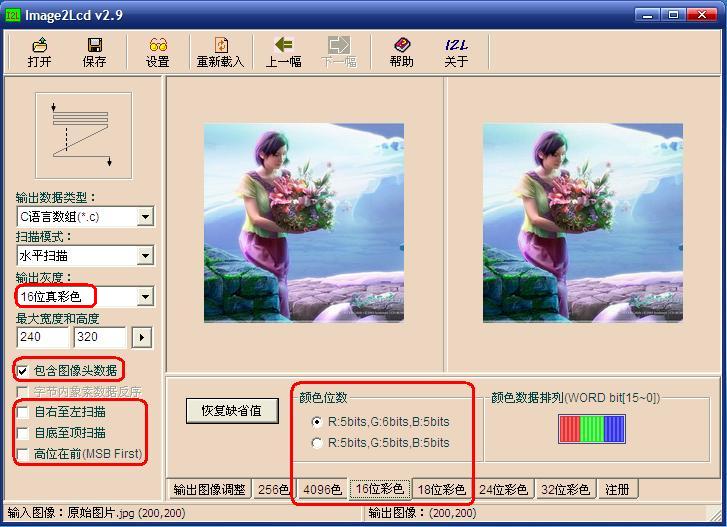 Image2Lcd v2.9
打开 保存 设置 重新载入 上一幅 下一幅 帮助 关于
输出数据类型：
C语言数组(*.c)
扫描模式：
水平扫描
输出灰度：
16位真彩色
最大宽度和高度
240 320
包含图像头数据
字节内象素数据反序
自右至左扫描
自底至顶扫描
高位在前(MSB First)
恢复缺省值
颜色位数
R:5bits,G:6bits,B:5bits
R:5bits,G:5bits,B:5bits
颜色数据排列(WORD bit[15~0])
输出图像调整 256色 4096色 16位彩色 18位彩色 24位彩色 32位彩色 注册
输入图像：原始图片.jpg (200,200)
输出图像：(200,200)